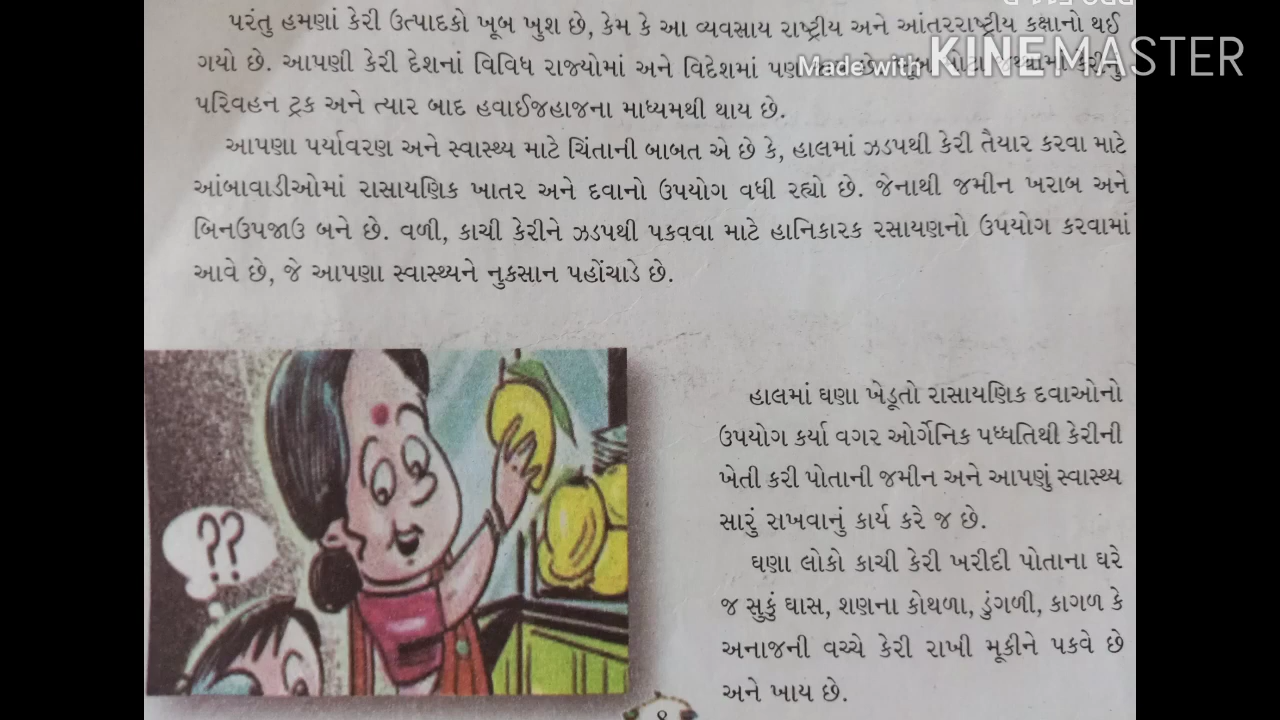 પરંતુ હમણાં કેરી ઉત્પાદકો ખૂબ ખુશ છે, કેમ કે આ વ્યવસાય રાષ્ટ્રીય અને આંતરરાષ્ટ્રીય કક્ષાનો થઈ
ગયો છે. આપણી કેરી દેશનાં વિવિધ રાજ્યોમાં અને વિદેશમાં પણ
Made with KINEMASTER
પરિવહન ટ્રક અને ત્યાર બાદ હવાઈજહાજના માધ્યમથી થાય છે.
આપણા પર્યાવરણ અને સ્વાસ્થ્ય માટે ચિંતાની બાબત એ છે કે, હાલમાં ઝડપથી કેરી તૈયાર કરવા માટે
આંબાવાડીઓમાં રાસાયણિક ખાતર અને દવાનો ઉપયોગ વધી રહ્યો છે. જેનાથી જમીન ખરાબ અને
બિનઉપજાઉ બને છે. વળી, કાચી કેરીને ઝડપથી પકવવા માટે હાનિકારક રસાયણનો ઉપયોગ કરવામાં
આવે છે, જે આપણા સ્વાસ્થ્યને નુકસાન પહોંચાડે છે.
??
હાલમાં ઘણા ખેડૂતો રાસાયણિક દવાઓનો
ઉપયોગ કર્યા વગર ઓર્ગેનિક પધ્ધતિથી કેરીની
ખેતી કરી પોતાની જમીન અને આપણું સ્વાસ્થ્ય
સારું રાખવાનું કાર્ય કરે જ છે.
ઘણા લોકો કાચી કેરી ખરીદી પોતાના ઘરે
જ સુકું ઘાસ, શણના કોથળા, ડુંગળી, કાગળ કે
અનાજની વચ્ચે કેરી રાખી મૂકીને પકવે છે
અને ખાય છે.